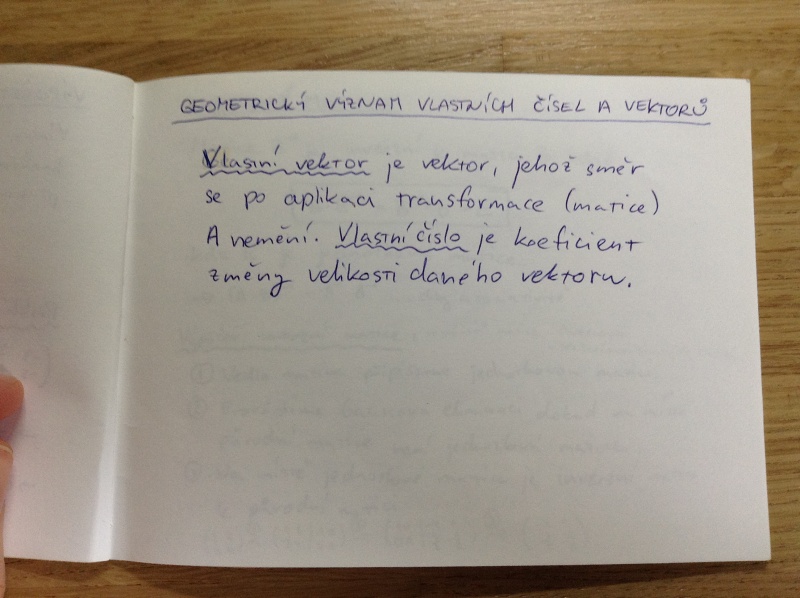 GEOMETRICKÝ VÝZNAM VLASTNÍCH ČÍSEL A VEKTORŮ
Vlastní vektor je vektor, jehož směr
se po aplikaci transformace (matice)
A nemění. Vlastní číslo je koeficient
změny velikosti daného vektoru.